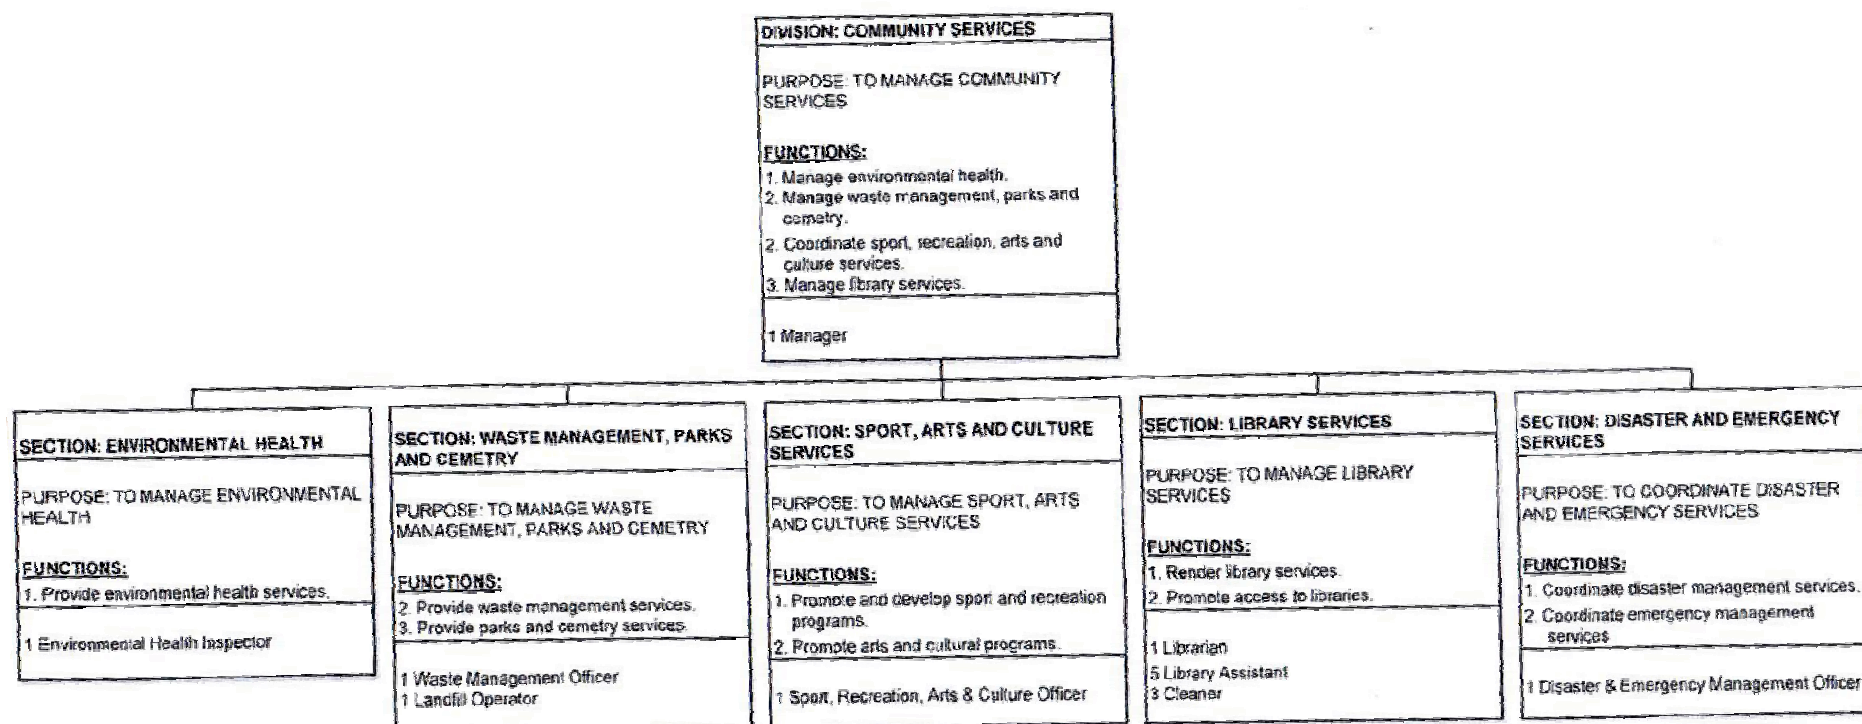 DIVISION: COMMUNITY SERVICES
PURPOSE: TO MANAGE COMMUNITY
SERVICES
FUNCTIONS:
1. Manage environmental health.
2. Manage waste management, parks and
cemetry.
2. Coordinate sport, recreation, arts and
culture services.
3. Manage library services.
1 Manager
SECTION: ENVIRONMENTAL HEALTH
PURPOSE: TO MANAGE ENVIRONMENTAL
HEALTH
FUNCTIONS:
1. Provide environmental health services.
1 Environmental Health Inspector
SECTION: WASTE MANAGEMENT, PARKS
AND CEMETRY
PURPOSE: TO MANAGE WASTE
MANAGEMENT, PARKS AND CEMETRY
FUNCTIONS:
2. Provide waste management services.
3. Provide parks and cemetry services.
1 Waste Management Officer
1 Landfill Operator
SECTION: SPORT, ARTS AND CULTURE
SERVICES
PURPOSE: TO MANAGE SPORT, ARTS
AND CULTURE SERVICES
FUNCTIONS:
1. Promote and develop sport and recreation
programs.
2. Promote arts and cultural programs.
1 Sport, Recreation, Arts & Culture Officer
SECTION: LIBRARY SERVICES
PURPOSE: TO MANAGE LIBRARY
SERVICES
FUNCTIONS:
1. Render library services.
2. Promote access to libraries.
1 Librarian
5 Library Assistant
3 Cleaner
SECTION: DISASTER AND EMERGENCY
SERVICES
PURPOSE: TO COORDINATE DISASTER
AND EMERGENCY SERVICES
FUNCTIONS:
1. Coordinate disaster management services.
2. Coordinate emergency management
services
1 Disaster & Emergency Management Officer